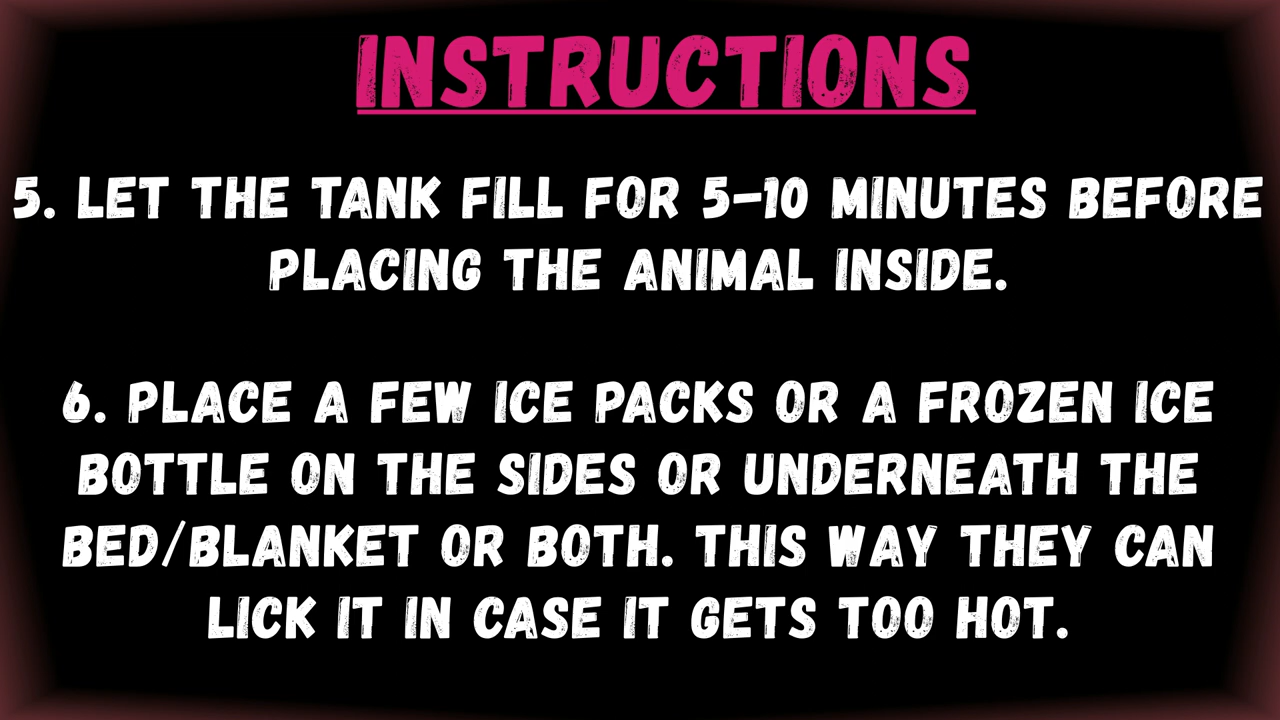 INSTRUCTIONS
5. LET THE TANK FILL FOR 5-10 MINUTES BEFORE
PLACING THE ANIMAL INSIDE.
6. PLACE A FEW ICE PACKS OR A FROZEN ICE
BOTTLE ON THE SIDES OR UNDERNEATH THE
BED/BLANKET OR BOTH. THIS WAY THEY CAN
LICK IT IN CASE IT GETS TOO HOT.